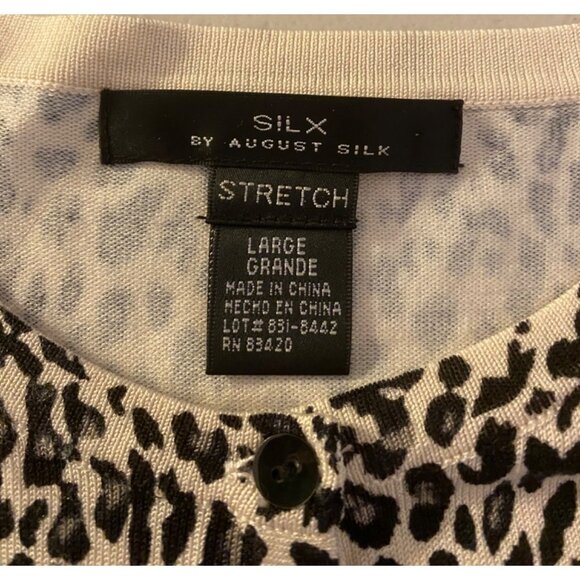 SILX
BY AUGUST SILK
STRETCH
LARGE
GRANDE
MADE IN CHINA
HECHO EN CHINA
LOT# 831-8442
RN 83420